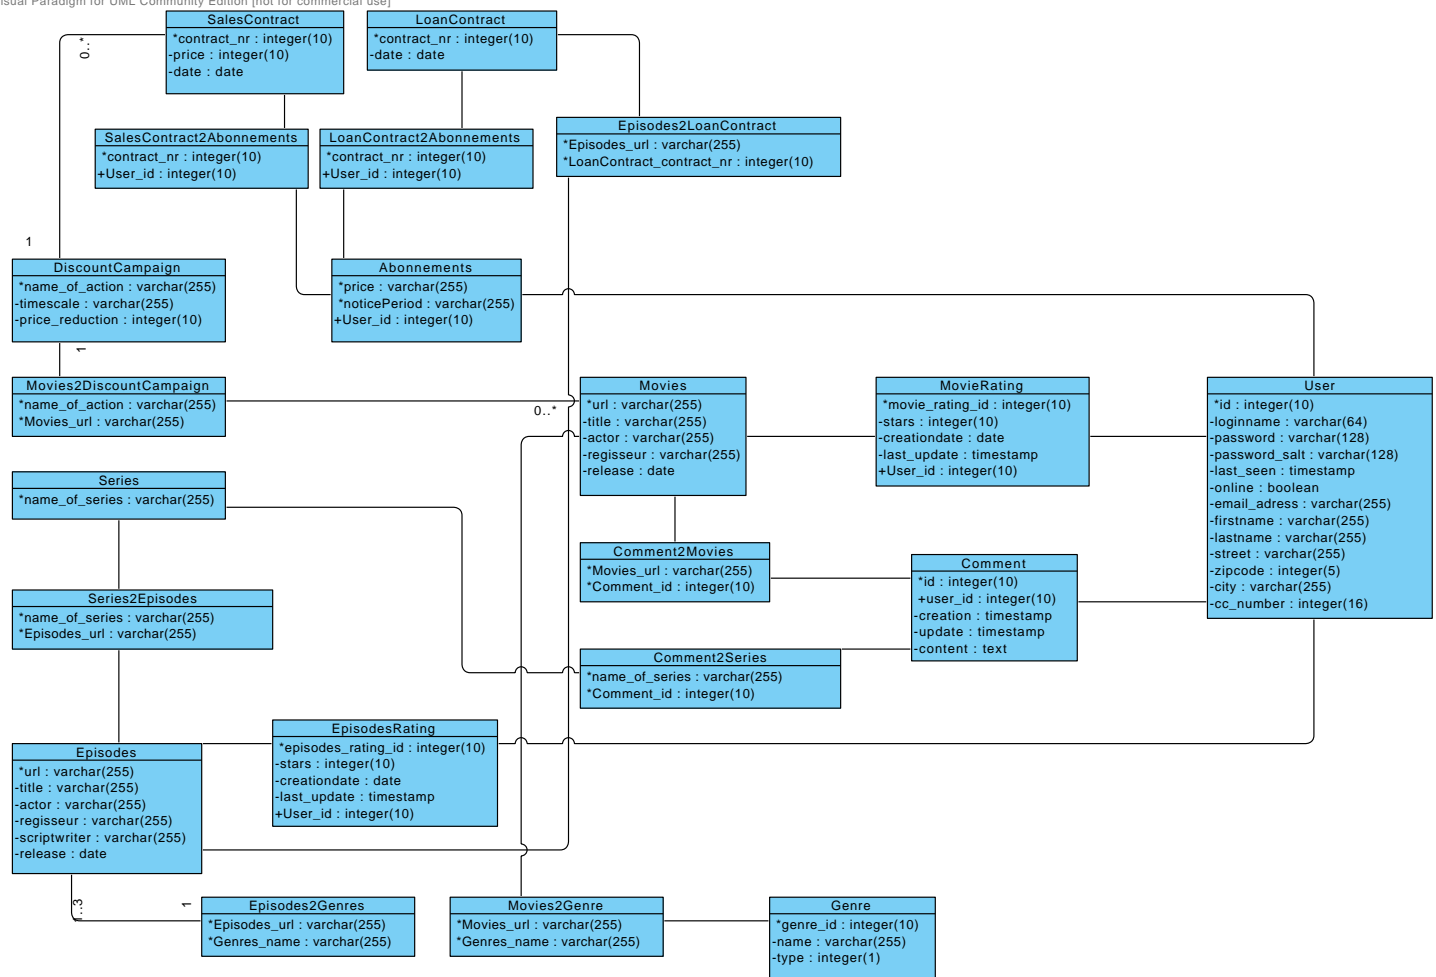 isual Paradigm for UML Community Edition [not for commercial use]
SalesContract
*contract_nr : integer(10)
-price : integer(10)
-date : date
LoanContract
*contract_nr : integer(10)
-date : date
0..*
SalesContract2Abonnements
*contract_nr : integer(10)
+User_id : integer(10)
LoanContract2Abonnements
*contract_nr : integer(10)
+User_id : integer(10)
Episodes2LoanContract
*Episodes_url : varchar(255)
*LoanContract_contract_nr : integer(10)
1
DiscountCampaign
*name_of_action : varchar(255)
-timescale : varchar(255)
-price_reduction : integer(10)
Abonnements
*price : varchar(255)
*noticePeriod : varchar(255)
+User_id : integer(10)
1
Movies2DiscountCampaign
*name_of_action : varchar(255)
*Movies_url : varchar(255)
0..*
Movies
*url : varchar(255)
-title : varchar(255)
-actor : varchar(255)
-regisseur : varchar(255)
-release : date
MovieRating
*movie_rating_id : integer(10)
-stars : integer(10)
-creationdate : date
-last_update : timestamp
+User_id : integer(10)
User
*id : integer(10)
-loginname : varchar(64)
-password : varchar(128)
-password_salt : varchar(128)
-last_seen : timestamp
-online : boolean
-email_adress : varchar(255)
-firstname : varchar(255)
-lastname : varchar(255)
-street : varchar(255)
-zipcode : integer(5)
-city : varchar(255)
-cc_number : integer(16)
Series
*name_of_series : varchar(255)
Comment2Movies
*Movies_url : varchar(255)
*Comment_id : integer(10)
Comment
*id : integer(10)
+user_id : integer(10)
-creation : timestamp
-update : timestamp
-content : text
Series2Episodes
*name_of_series : varchar(255)
*Episodes_url : varchar(255)
Comment2Series
*name_of_series : varchar(255)
*Comment_id : integer(10)
EpisodesRating
*episodes_rating_id : integer(10)
-stars : integer(10)
-creationdate : date
-last_update : timestamp
+User_id : integer(10)
Episodes
*url : varchar(255)
-title : varchar(255)
-actor : varchar(255)
-regisseur : varchar(255)
-scriptwriter : varchar(255)
-release : date
1..3
1
Episodes2Genres
*Episodes_url : varchar(255)
*Genres_name : varchar(255)
Movies2Genre
*Movies_url : varchar(255)
*Genres_name : varchar(255)
Genre
*genre_id : integer(10)
-name : varchar(255)
-type : integer(1)